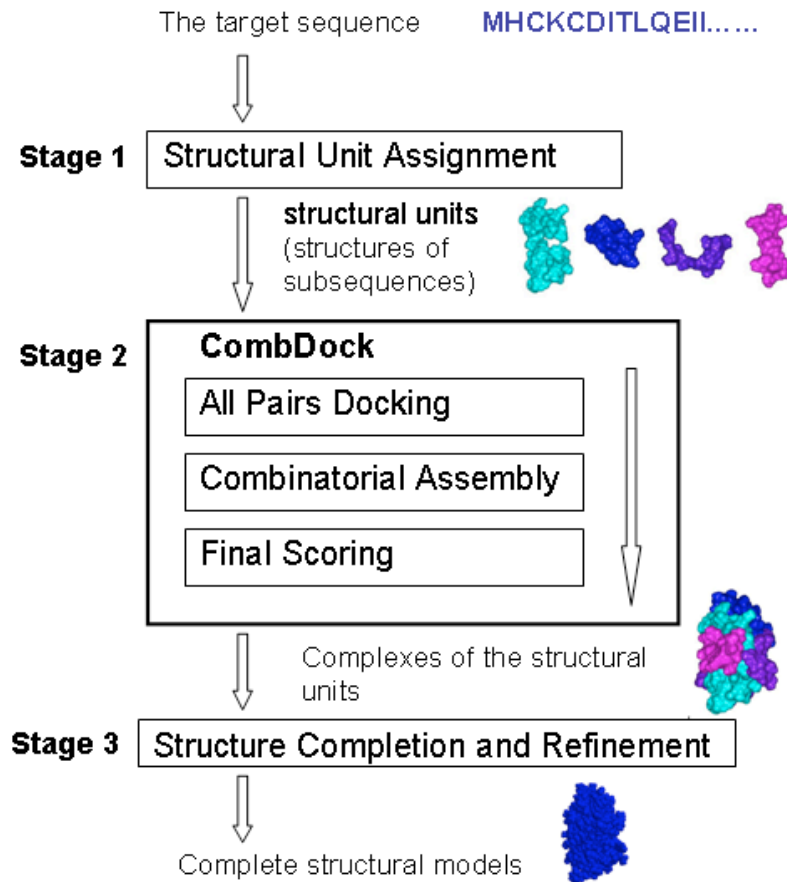 The target sequence MHCKCDITLQEII......
Stage 1 Structural Unit Assignment
structural units
(structures of
subsequences)
Stage 2
CombDock
All Pairs Docking
Combinatorial Assembly
Final Scoring
Complexes of the structural
units
Stage 3 Structure Completion and Refinement
Complete structural models